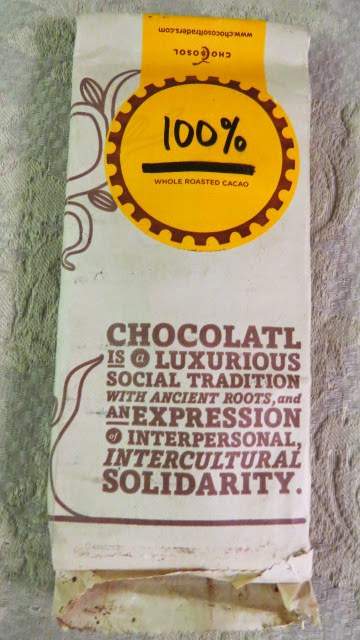 www.chocosoltraders.com
CHOCOSOL
100%
WHOLE ROASTED CACAO
CHOCOLATL
IS a LUXURIOUS
SOCIAL TRADITION
WITH ANCIENT ROOTS, and
AN EXPRESSION
of INTERPERSONAL,
INTERCULTURAL
SOLIDARITY.